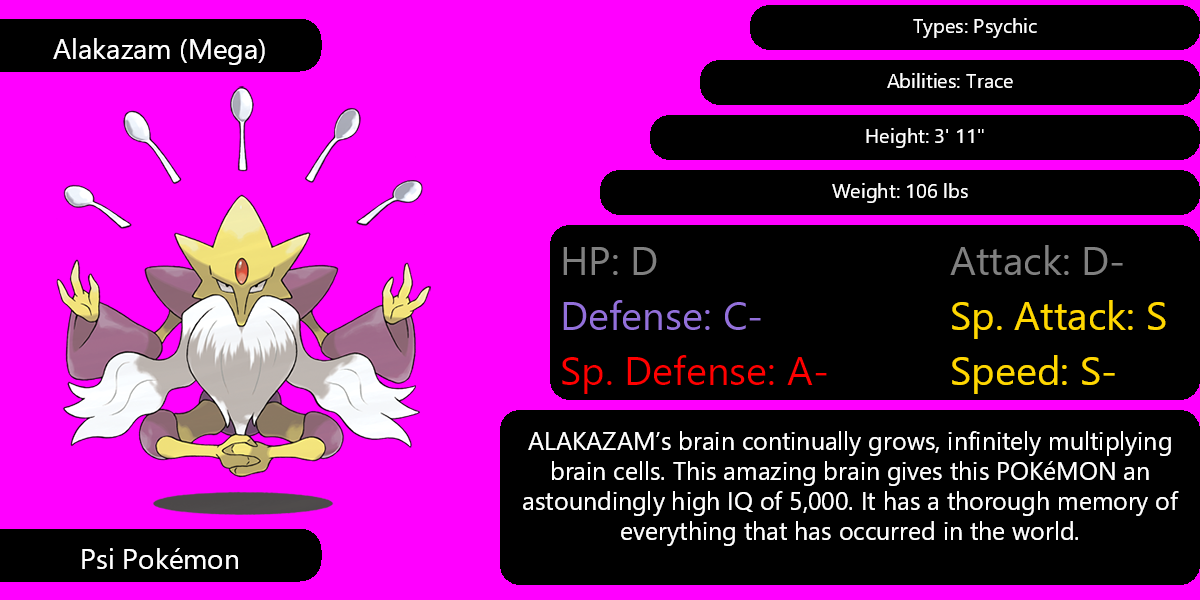 Alakazam (Mega)
Types: Psychic
Abilities: Trace
Height: 3' 11"
Weight: 106 lbs
HP: D
Attack: D-
Defense: C-
Sp. Attack: S
Sp. Defense: A-
Speed: S-
ALAKAZAM’s brain continually grows, infinitely multiplying
brain cells. This amazing brain gives this POKéMON an
astoundingly high IQ of 5,000. It has a thorough memory of
everything that has occurred in the world.
Psi Pokémon